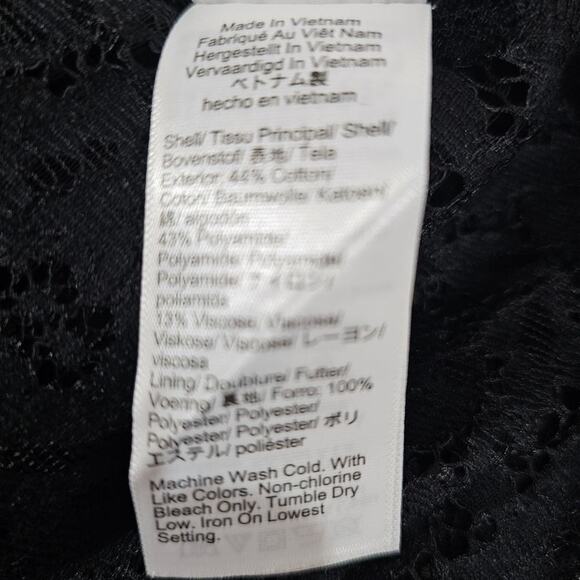 Made In Vietnam
Fabriqué Au Viêt Nam
Hergestellt In Vietnam
Vervaardigd In Vietnam
ベトナム製
hecho en vietnam
Shell/ Tissu Principal/ Shell/
Bovenstof/ 表地/ Tela
Exterior: 44% Cotton/
Coton/ Baumwolle/ Katoen/
綿/ algodón
43% Polyamide/
Polyamide/ Polyamide/
Polyamide/ ナイロン/
poliamida
13% Viscose/ Viscose/
Viskose/ Viscose/ レーヨン/
viscosa
Lining/ Doublure/ Futter/
Voering/ 裏地/ Forro: 100%
Polyester/ Polyester/
Polyester/ Polyester/ ポリ
エステル/ poliéster
Machine Wash Cold. With
Like Colors. Non-chlorine
Bleach Only. Tumble Dry
Low. Iron On Lowest
Setting.